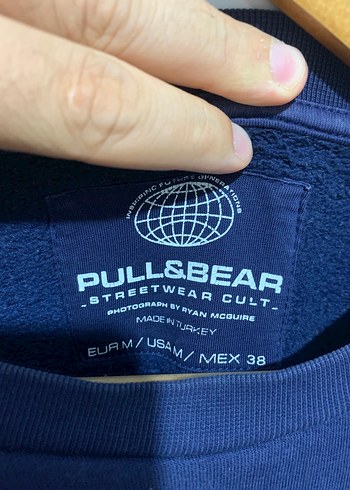 INSPIRING FUTURE GENERATIONS
PULL&BEAR
-STREETWEAR CULT-
PHOTOGRAPH BY RYAN MCGUIRE
MADE IN TURKEY
EUR M / USA M / MEX 38